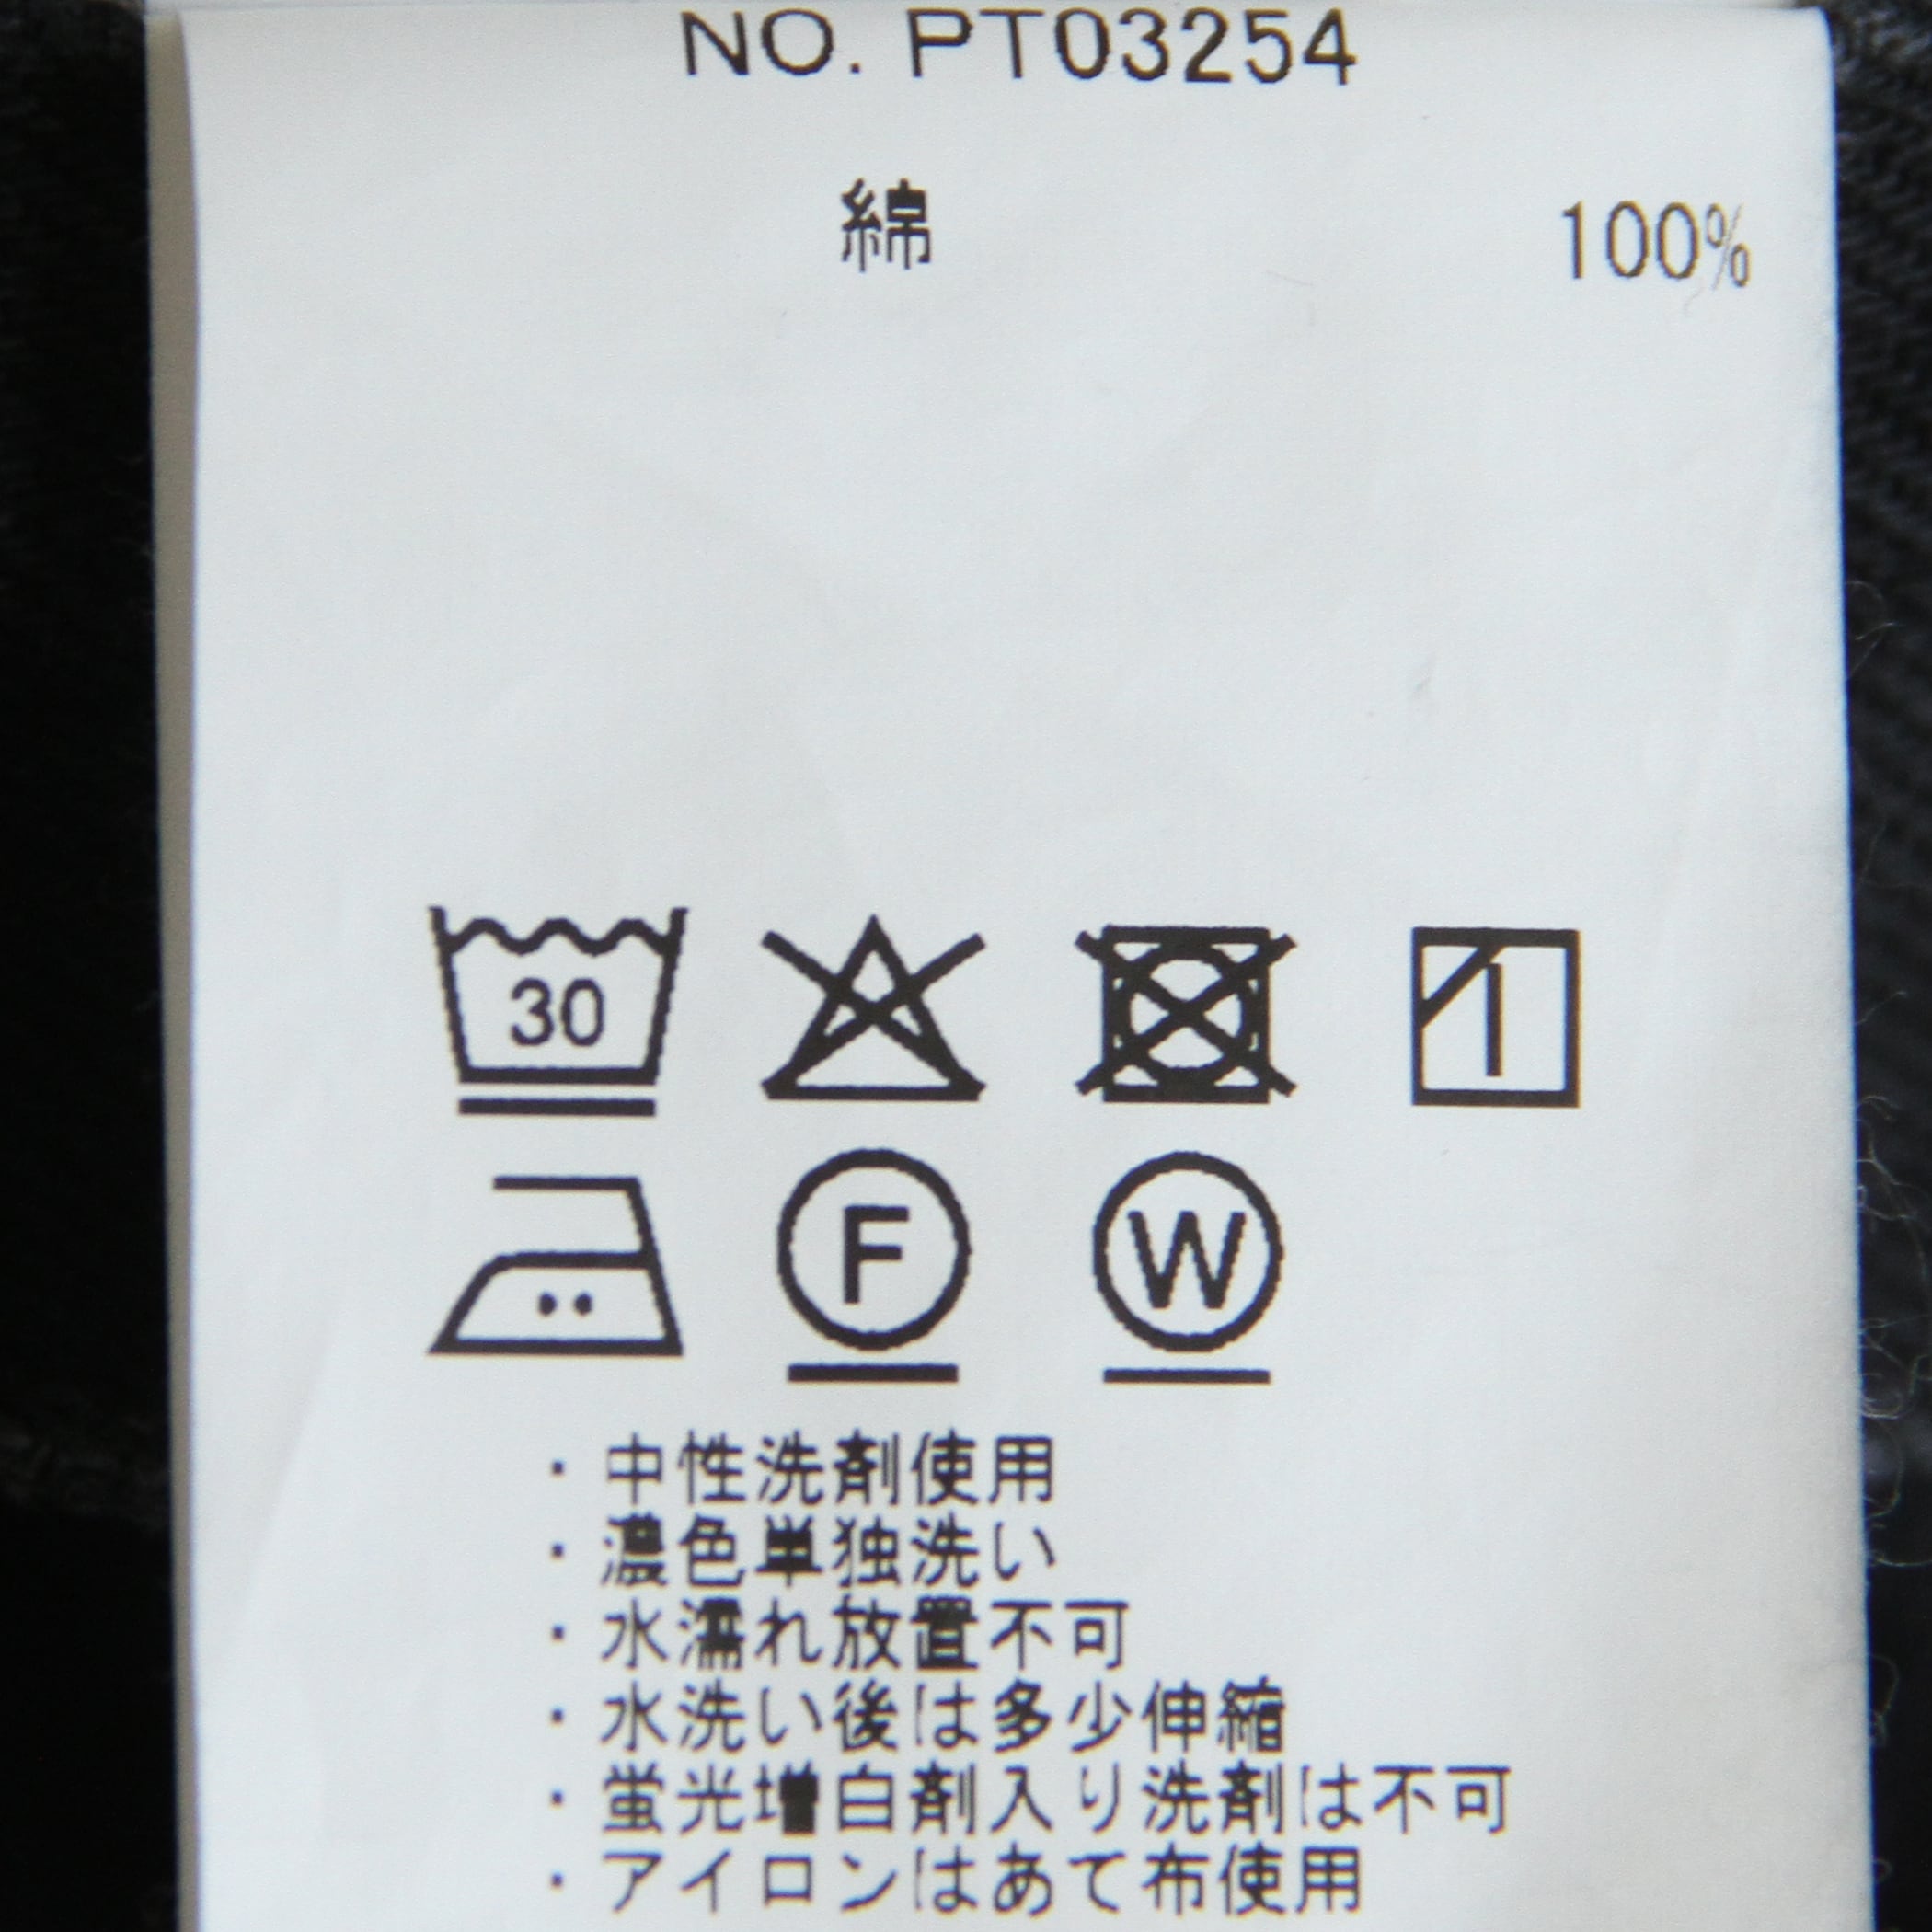 NO. PT03254
綿 100%
30
F W
・中性洗剤使用
・濃色単独洗い
・水濡れ放置不可
・水洗い後は多少伸縮
・蛍光増白剤入り洗剤は不可
・アイロンはあて布使用